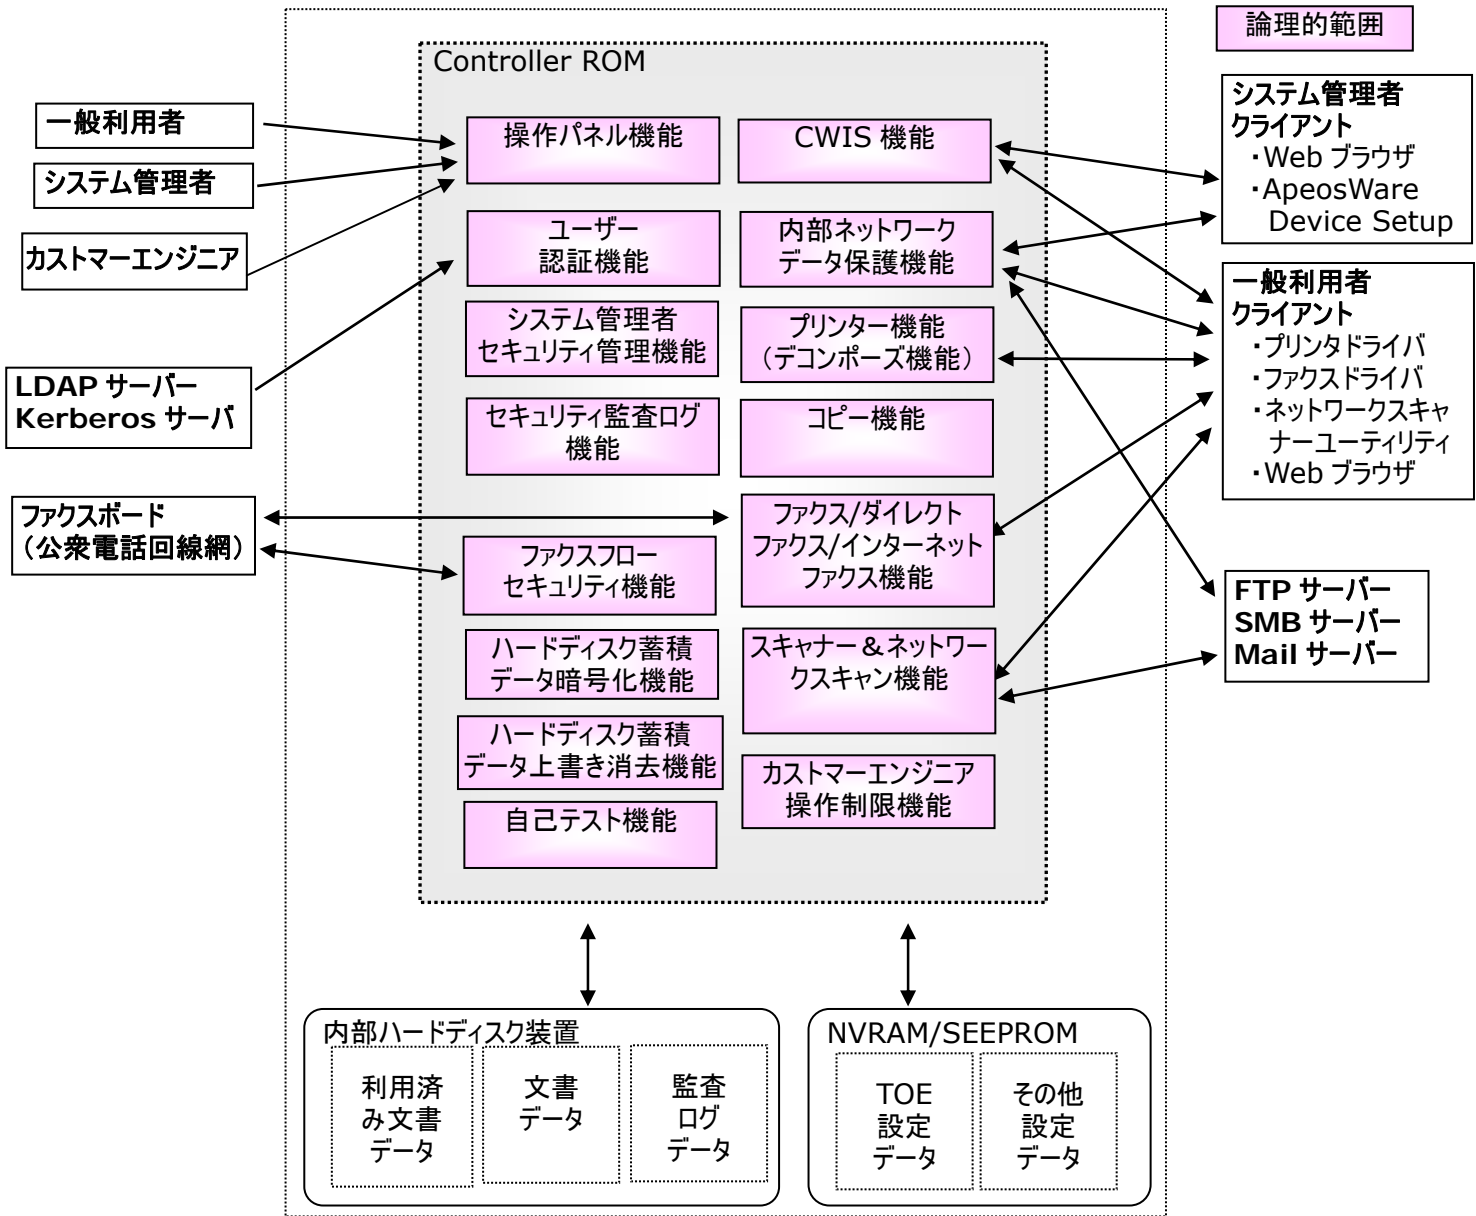 論理的範囲
Controller ROM
一般利用者
システム管理者
カストマーエンジニア
LDAP サーバー
Kerberos サーバ
ファクスボード
（公衆電話回線網）
操作パネル機能
ユーザー
認証機能
システム管理者
セキュリティ管理機能
セキュリティ監査ログ
機能
ファクスフロー
セキュリティ機能
ハードディスク蓄積
データ暗号化機能
ハードディスク蓄積
データ上書き消去機能
自己テスト機能
CWIS 機能
内部ネットワーク
データ保護機能
プリンター機能
（デコンポーズ機能）
コピー機能
ファクス/ダイレクト
ファクス/インターネット
ファクス機能
スキャナー＆ネットワー
クスキャン機能
カストマーエンジニア
操作制限機能
システム管理者
クライアント
・Web ブラウザ
・ApeosWare
Device Setup
一般利用者
クライアント
・プリンタドライバ
・ファクスドライバ
・ネットワークスキャ
ナーユーティリティ
・Web ブラウザ
FTP サーバー
SMB サーバー
Mail サーバー
内部ハードディスク装置
利用済
み文書
データ
文書
データ
監査
ログ
データ
NVRAM/SEEPROM
TOE
設定
データ
その他
設定
データ